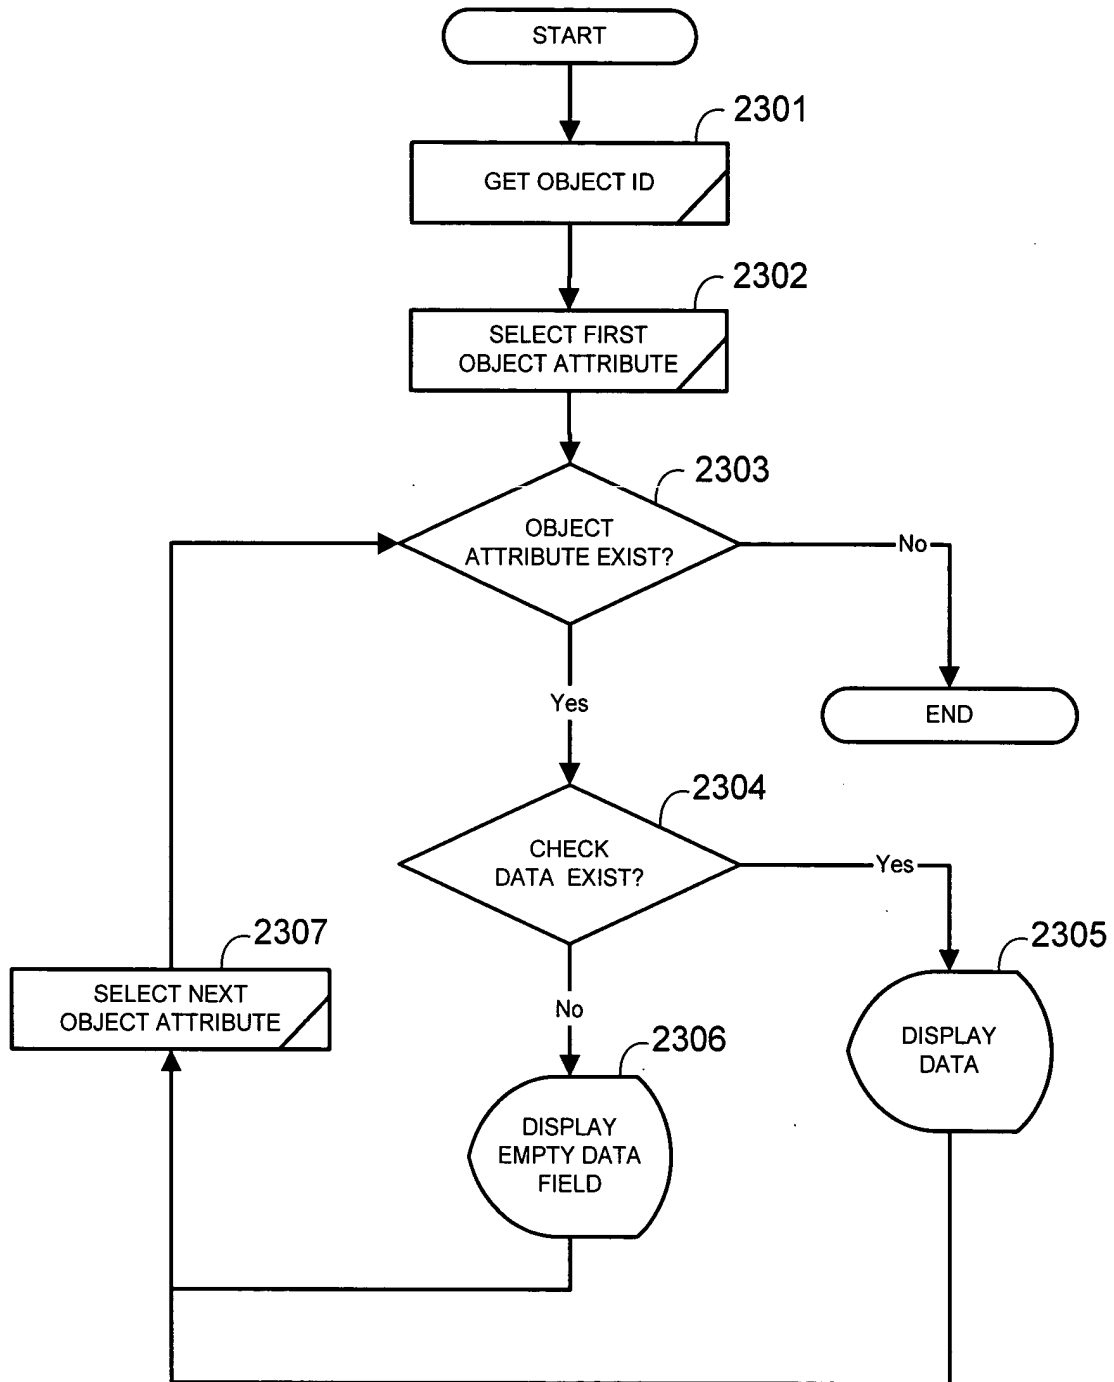 START
2301
GET OBJECT ID
2302
SELECT FIRST
OBJECT ATTRIBUTE
2303
OBJECT
ATTRIBUTE EXIST?
No
Yes
END
2304
CHECK
DATA EXIST?
Yes
2307
SELECT NEXT
OBJECT ATTRIBUTE
No
2305
DISPLAY
DATA
2306
DISPLAY
EMPTY DATA
FIELD